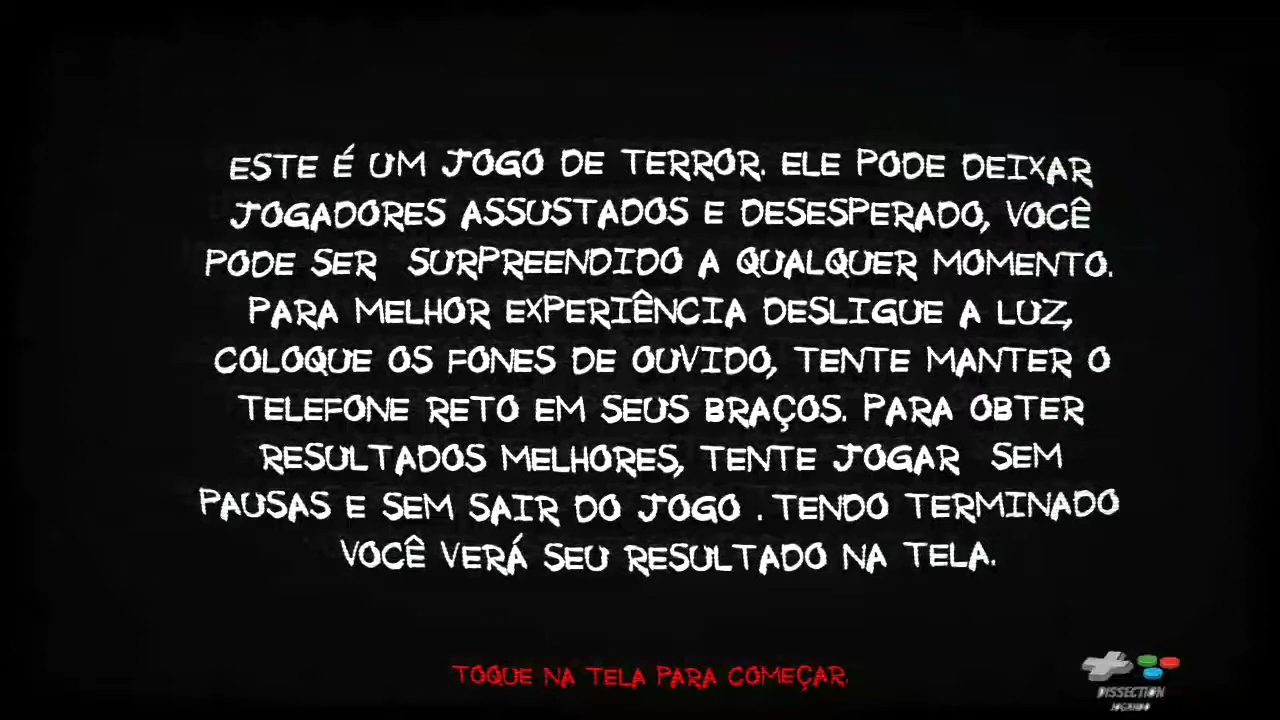 ESTE É UM JOGO DE TERROR. ELE PODE DEIXAR
JOGADORES ASSUSTADOS E DESESPERADO, VOCÊ
PODE SER SURPREENDIDO A QUALQUER MOMENTO.
PARA MELHOR EXPERIÊNCIA DESLIGUE A LUZ,
COLOQUE OS FONES DE OUVIDO, TENTE MANTER O
TELEFONE RETO EM SEUS BRAÇOS. PARA OBTER
RESULTADOS MELHORES, TENTE JOGAR SEM
PAUSAS E SEM SAIR DO JOGO . TENDO TERMINADO
VOCÊ VERÁ SEU RESULTADO NA TELA.
TOQUE NA TELA PARA COMEÇAR.
DISSECTION
JOGANDO